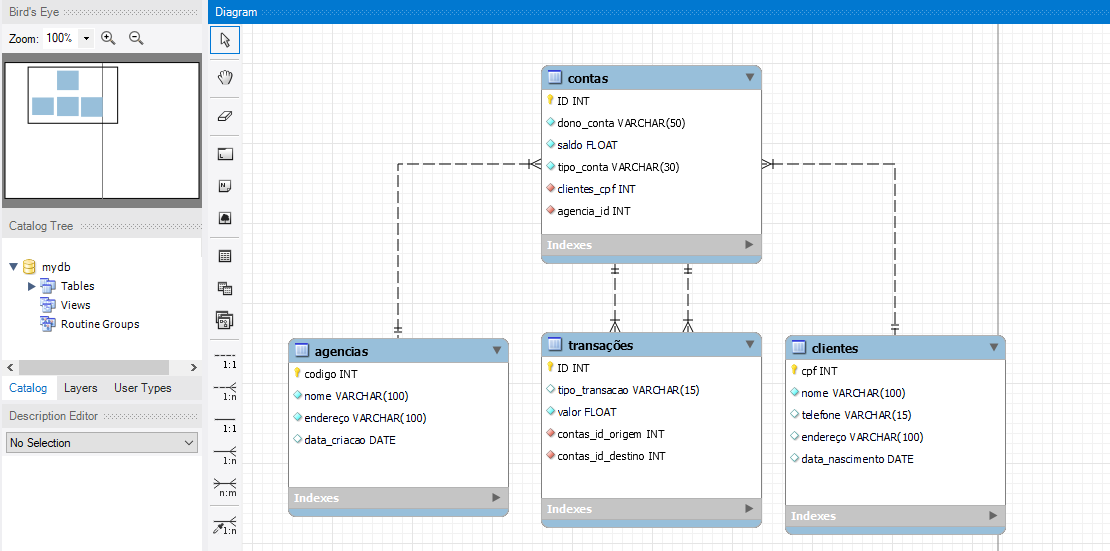 Bird's Eye
Zoom: 100%
Catalog Tree
mydb
Tables
Views
Routine Groups
Catalog Layers User Types
Description Editor
No Selection
Diagram
1:1
1:n
1:1
1:n
n:m
1:n
contas
ID INT
dono_conta VARCHAR(50)
saldo FLOAT
tipo_conta VARCHAR(30)
clientes_cpf INT
agencia_id INT
Indexes
agencias
codigo INT
nome VARCHAR(100)
endereço VARCHAR(100)
data_criacao DATE
Indexes
transações
ID INT
tipo_transacao VARCHAR(15)
valor FLOAT
contas_id_origem INT
contas_id_destino INT
Indexes
clientes
cpf INT
nome VARCHAR(100)
telefone VARCHAR(15)
endereço VARCHAR(100)
data_nascimento DATE
Indexes